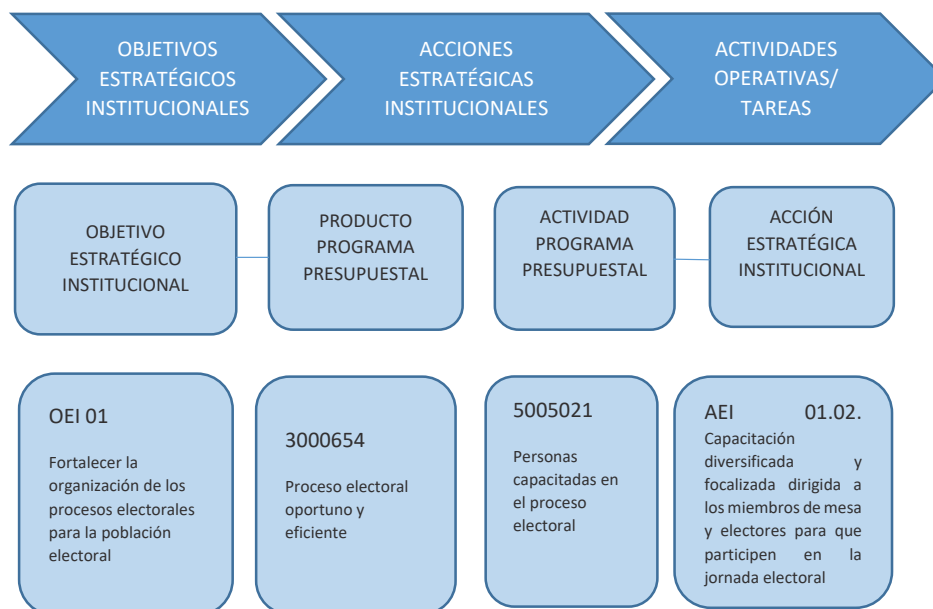 OBJETIVOS
ESTRATÉGICOS
INSTITUCIONALES
ACCIONES
ESTRATÉGICAS
INSTITUCIONALES
ACTIVIDADES
OPERATIVAS/
TAREAS
OBJETIVO
ESTRATÉGICO
INSTITUCIONAL
PRODUCTO
PROGRAMA
PRESUPUESTAL
ACTIVIDAD
PROGRAMA
PRESUPUESTAL
ACCIÓN
ESTRATÉGICA
INSTITUCIONAL
OEI 01
Fortalecer la
organización de los
procesos electorales
para la población
electoral
3000654
Proceso electoral
oportuno y
eficiente
5005021
Personas
capacitadas en
el proceso
electoral
AEI 01.02.
Capacitación
diversificada y
focalizada dirigida a
los miembros de mesa
y electores para que
participen en la
jornada electoral